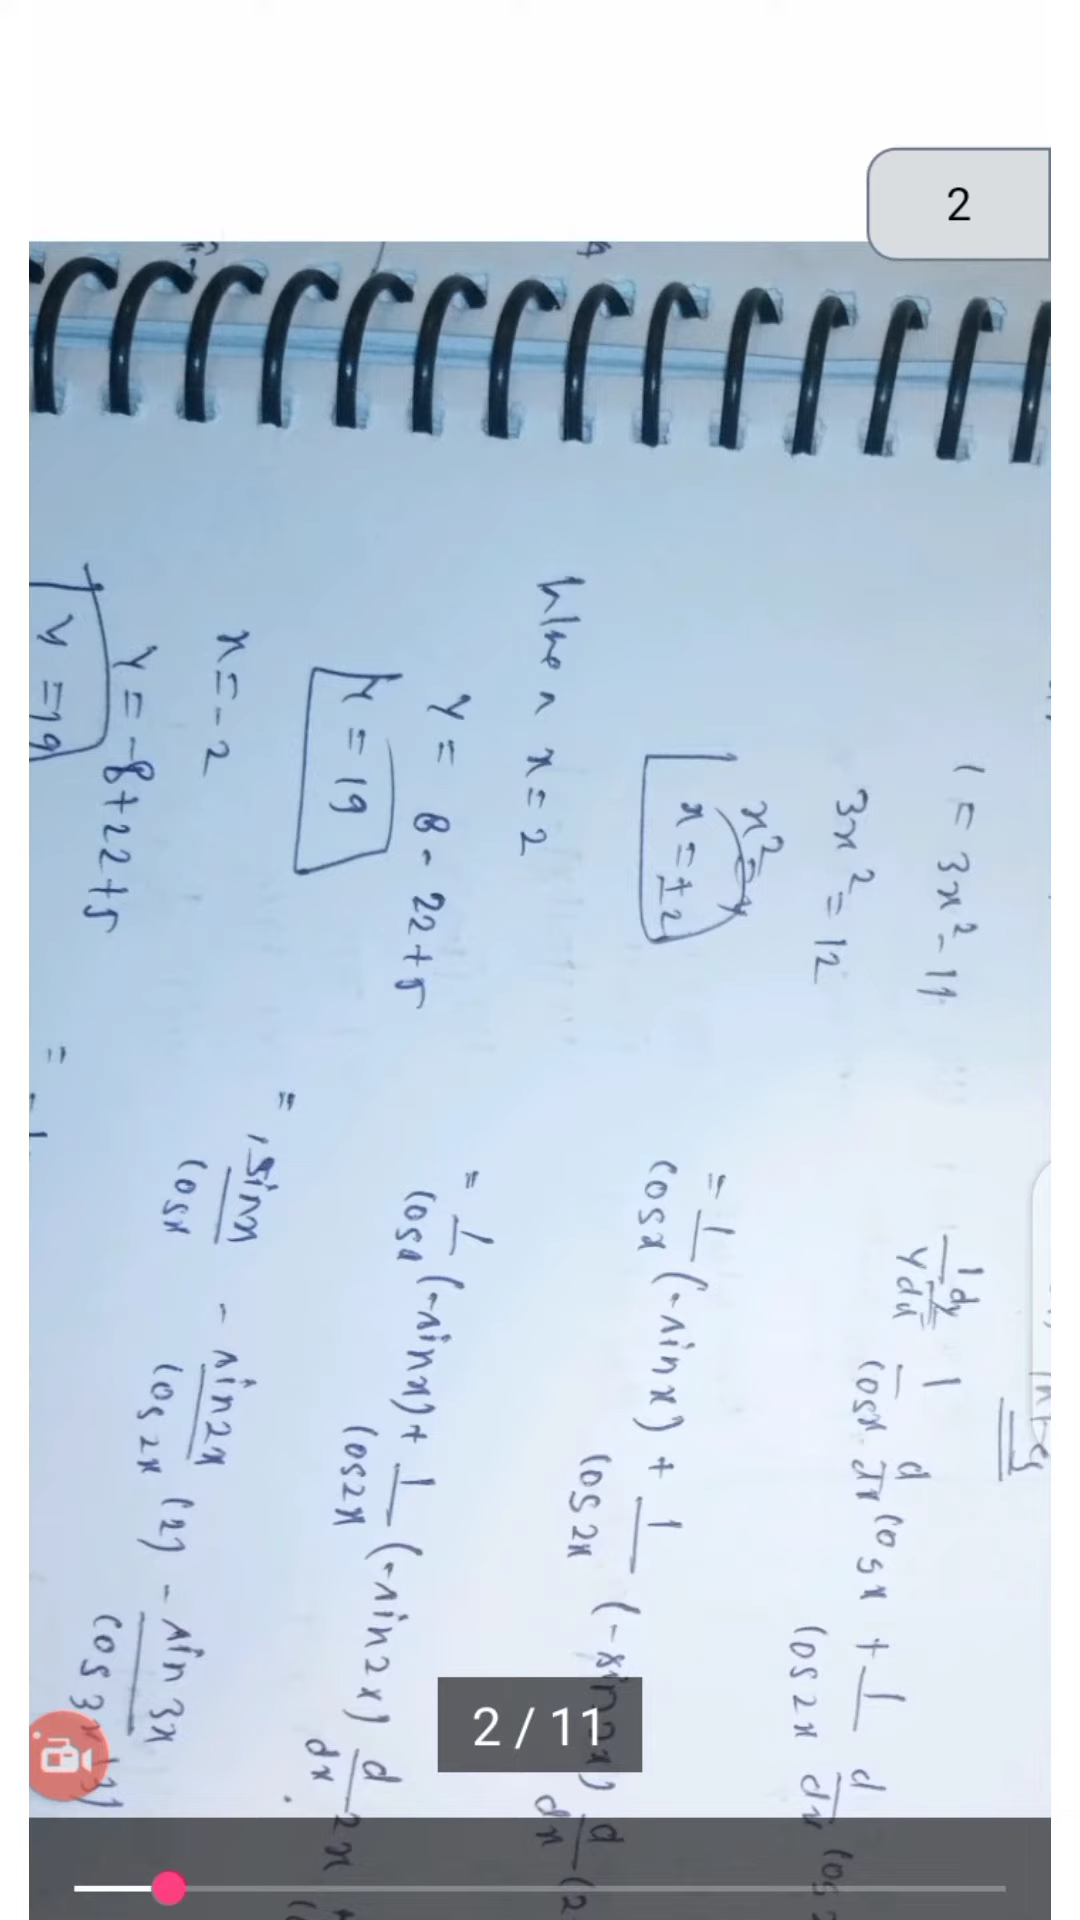 2
1 = 3x² - 11
3x² = 12
x² = 4
x = ±2
When x = 2
y = 8 - 22 + 5
y = 19
x = -2
y = -8 + 22 + 5
y = 19
1/y dy/dx = 1/cosx d/dx cosx + 1/cos2x d/dx cos
= 1/cosx (-sinx) + 1/cos2x (-sin2x) d/dx (2
= 1/cosx (-sinx) + 1/cos2x (-sin2x) d/dx 2x +
= -sinx/cosx - sin2x/cos2x (2) - sin3x/cos3x (3)
=
2 / 11